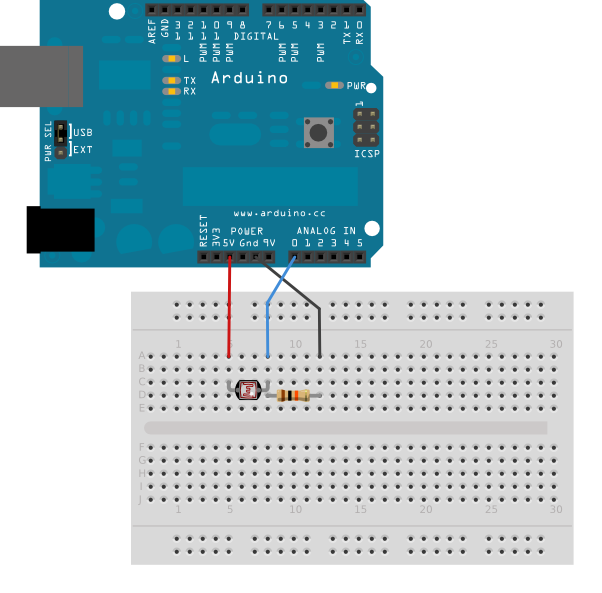 AREF GND 13 12 11 10 9 8 7 6 5 4 3 2 1 0
PWM PWM PWM PWM PWM PWM TX RX
DIGITAL
L
TX
RX
Arduino
PWR
1
ICSP
PWR SEL
USB
EXT
www.arduino.cc
POWER ANALOG IN
RESET 3V3 5V Gnd 9V 0 1 2 3 4 5
1 5 10 15 20 25 30
A
B
C
D
E
F
G
H
I
J
1 5 10 15 20 25 30